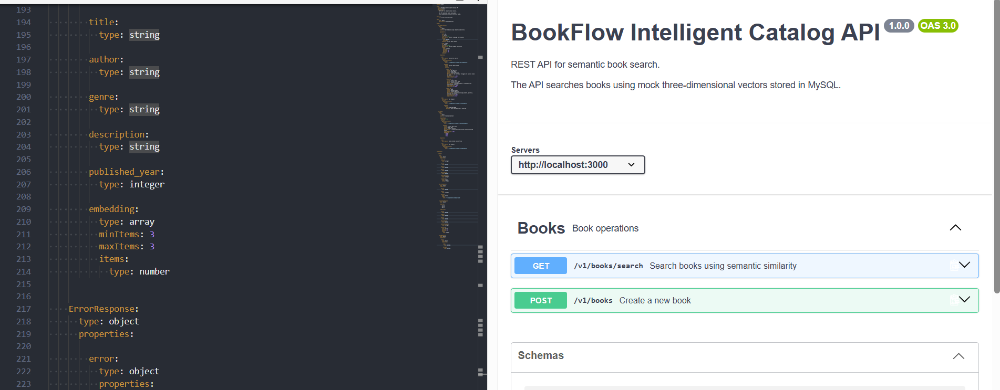 193
194 title:
195 type: string
196
197 author:
198 type: string
199
200 genre:
201 type: string
202
203 description:
204 type: string
205
206 published_year:
207 type: integer
208
209 embedding:
210 type: array
211 minItems: 3
212 maxItems: 3
213 items:
214 type: number
215
216
217 ErrorResponse:
218 type: object
219 properties:
220
221 error:
222 type: object
223 properties:
BookFlow Intelligent Catalog API 1.0.0 OAS 3.0
REST API for semantic book search.
The API searches books using mock three-dimensional vectors stored in MySQL.
Servers
http://localhost:3000
Books Book operations
GET /v1/books/search Search books using semantic similarity
POST /v1/books Create a new book
Schemas